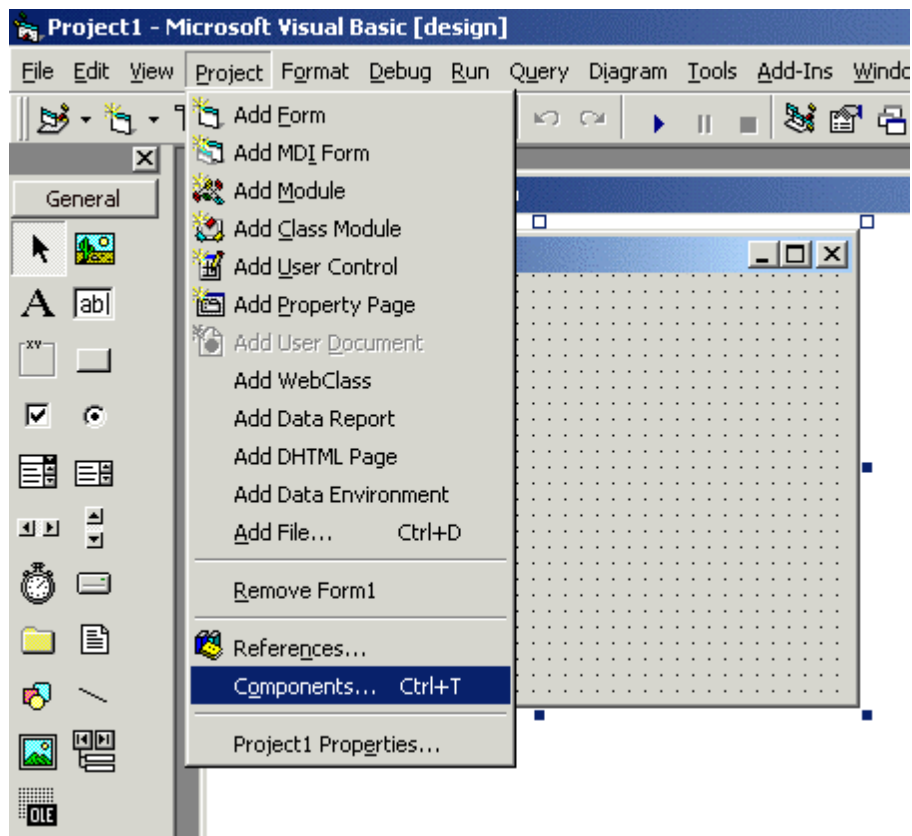 Project1 - Microsoft Visual Basic [design]
File Edit View Project Format Debug Run Query Diagram Tools Add-Ins Windo
General
Add Form
Add MDI Form
Add Module
Add Class Module
Add User Control
Add Property Page
Add User Document
Add WebClass
Add Data Report
Add DHTML Page
Add Data Environment
Add File... Ctrl+D
Remove Form1
References...
Components... Ctrl+T
Project1 Properties...
A ab|
XY
OLE